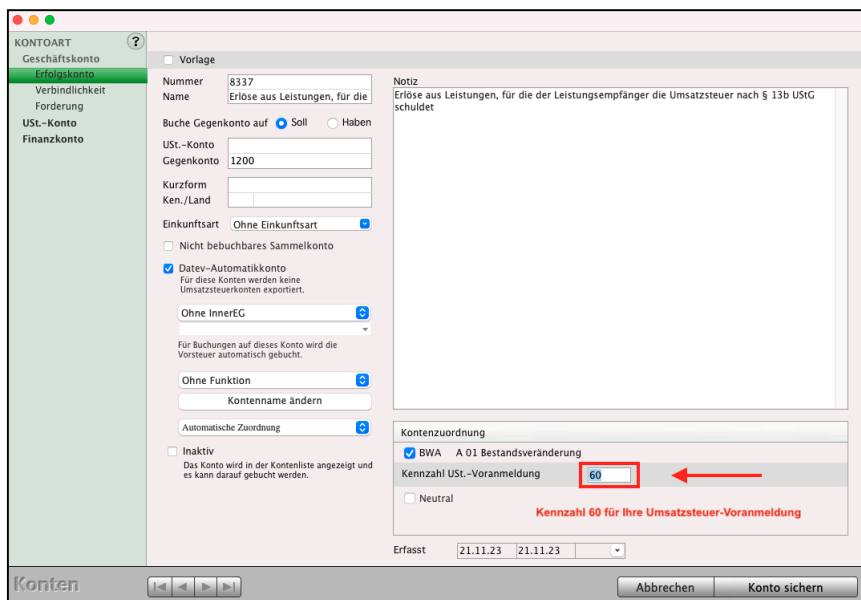 KONTOART
?
Geschäftskonto
Erfolgskonto
Verbindlichkeit
Forderung
USt.-Konto
Finanzkonto
Vorlage
Nummer 8337
Name Erlöse aus Leistungen, für die
Buche Gegenkonto auf Soll Haben
USt.-Konto
Gegenkonto 1200
Kurzform
Ken./Land
Einkunftsart Ohne Einkunftsart
Nicht bebuchbares Sammelkonto
Datev-Automatikkonto
Für diese Konten werden keine
Umsatzsteuerkonten exportiert.
Ohne InnerEG
Für Buchungen auf dieses Konto wird die
Vorsteuer automatisch gebucht.
Ohne Funktion
Kontenname ändern
Automatische Zuordnung
Inaktiv
Das Konto wird in der Kontenliste angezeigt und
es kann darauf gebucht werden.
Notiz
Erlöse aus Leistungen, für die der Leistungsempfänger die Umsatzsteuer nach § 13b UStG
schuldet
Kontenzuordnung
BWA A 01 Bestandsveränderung
Kennzahl USt.-Voranmeldung 60
Neutral
Kennzahl 60 für Ihre Umsatzsteuer-Voranmeldung
Erfasst 21.11.23 21.11.23
Konten
Abbrechen Konto sichern